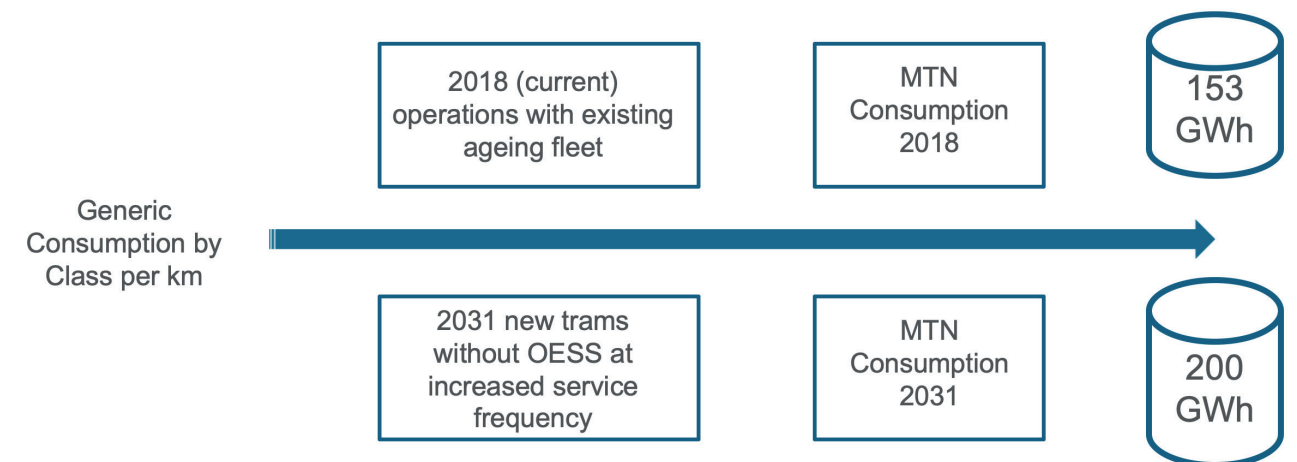 2018 (current)
operations with existing
ageing fleet
MTN
Consumption
2018
153
GWh
Generic
Consumption by
Class per km
2031 new trams
without OESS at
increased service
frequency
MTN
Consumption
2031
200
GWh